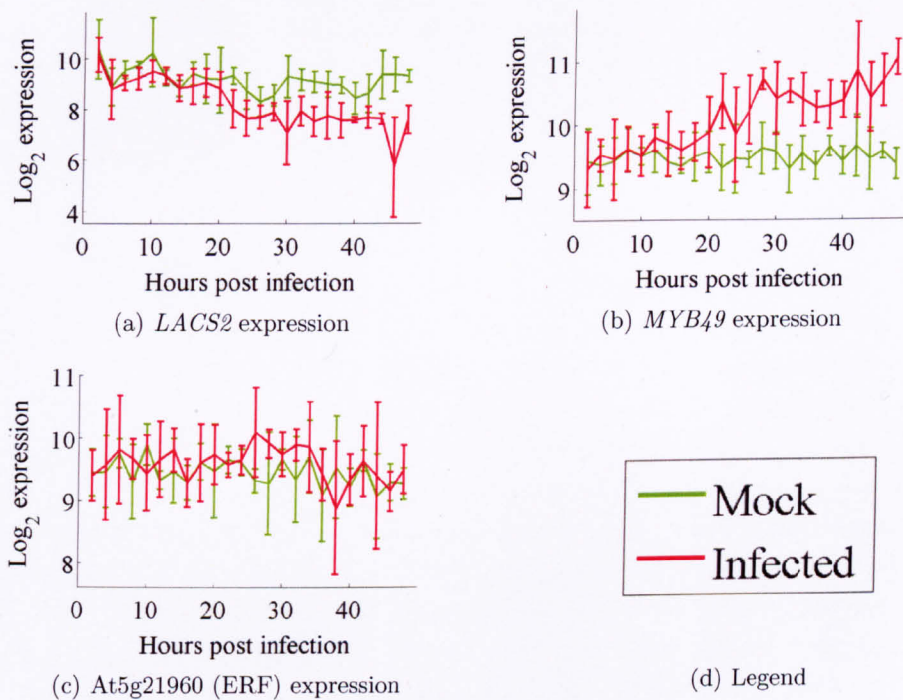 Log2 expression
10
8
6
4
0 10 20 30 40
Hours post infection
(a) LACS2 expression
Log2 expression
11
10
9
0 10 20 30 40
Hours post infection
(b) MYB49 expression
Log2 expression
11
10
9
8
0 10 20 30 40
Hours post infection
(c) At5g21960 (ERF) expression
Mock
Infected
(d) Legend